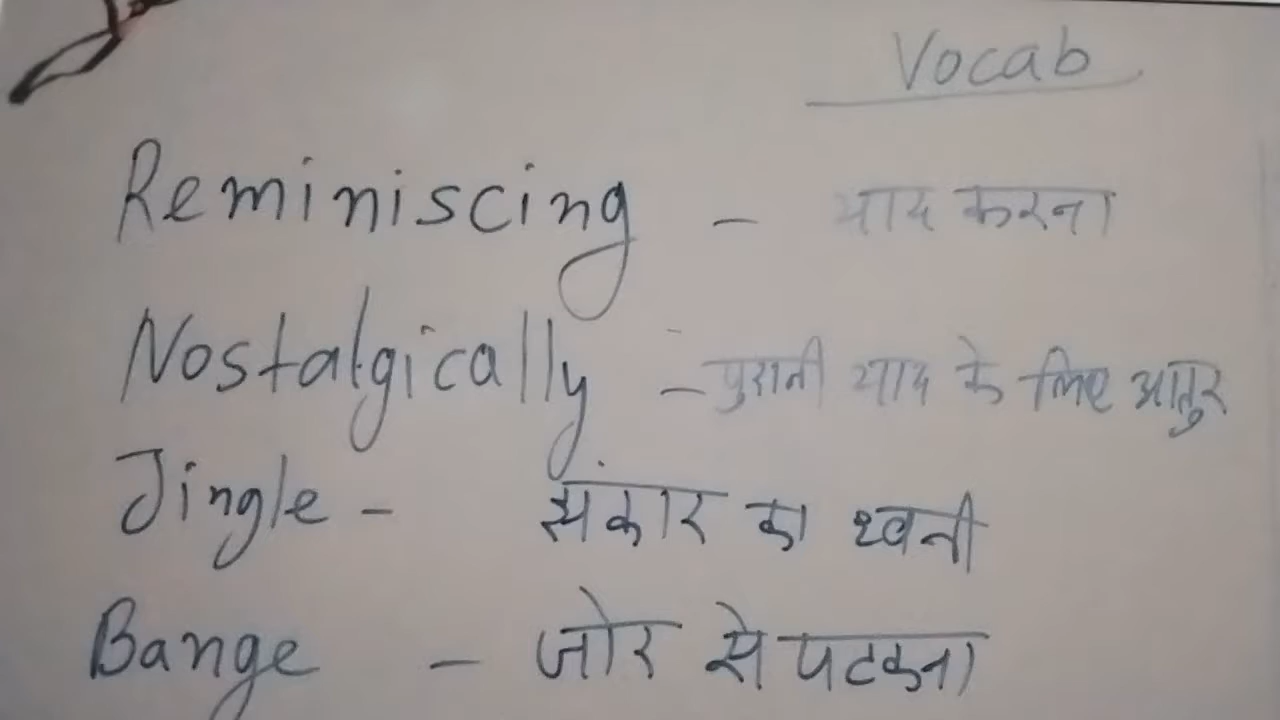 Vocab
Reminiscing - याद करना
Nostalgically - पुरानी याद के लिए आतुर
Jingle - झंकार का ध्वनी
Bange - जोर से पटकना